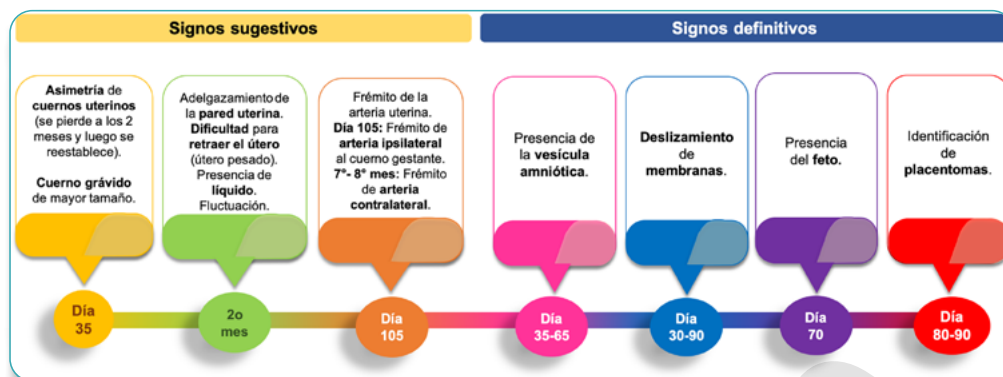 Signos sugestivos
Signos definitivos
Asimetría de
cuernos uterinos
(se pierde a los 2
meses y luego se
reestablece).
Cuerno grávido
de mayor tamaño.
Adelgazamiento de
la pared uterina.
Dificultad para
retraer el útero
(útero pesado).
Presencia de
líquido.
Fluctuación.
Frémito de la
arteria uterina.
Día 105: Frémito de
arteria ipsilateral
al cuerno gestante.
7°- 8° mes: Frémito
de arteria
contralateral.
Presencia de
la vesícula
amniótica.
Deslizamiento
de
membranas.
Presencia
del feto.
Identificación
de
placentomas.
Día
35
2o
mes
Día
105
Día
35-65
Día
30-90
Día
70
Día
80-90